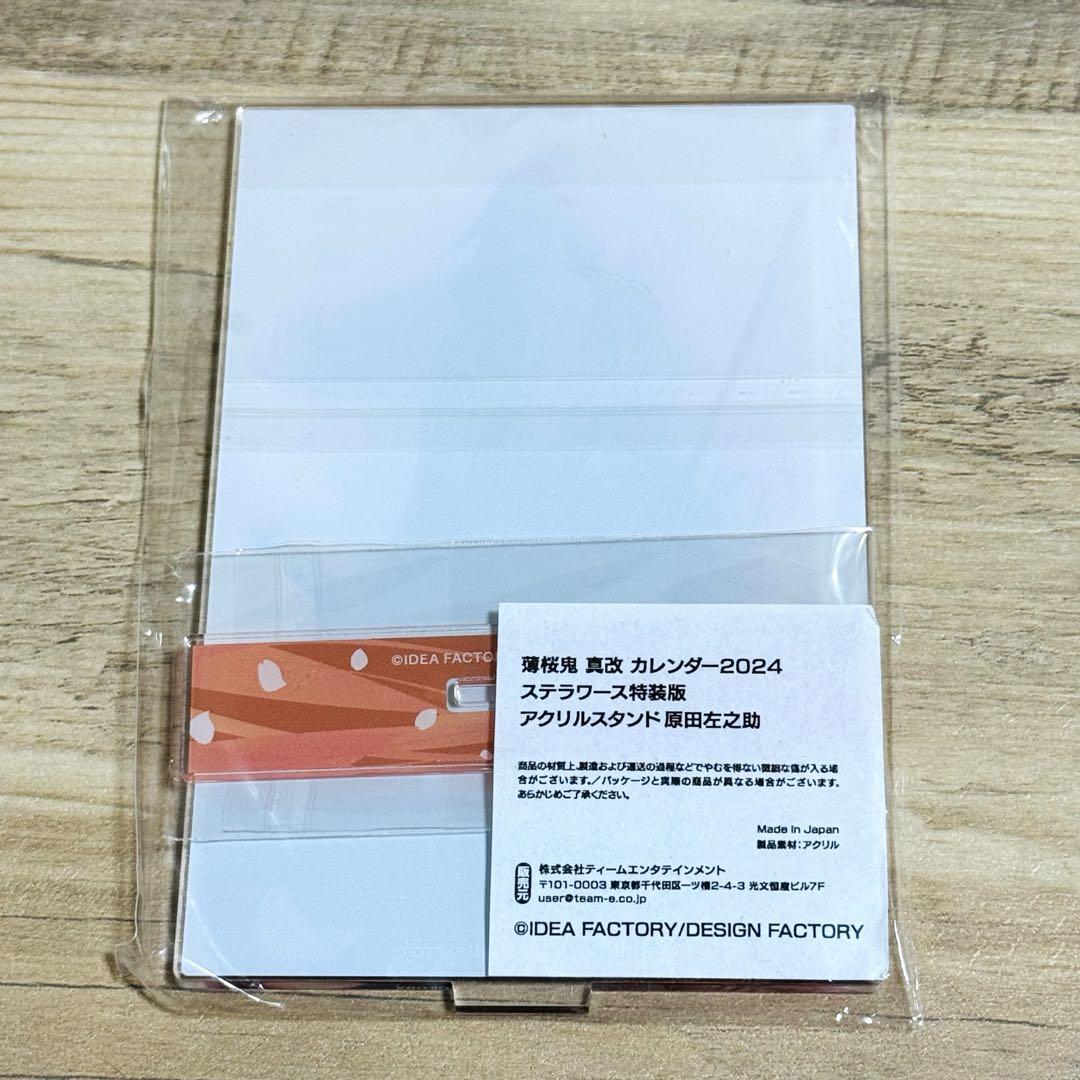 ©IDEA FACTO
薄桜鬼 真改 カレンダー2024
ステラワース特装版
アクリルスタンド 原田左之助
商品の材質上、製造および運送の過程などでやむを得ない微細な傷が入る場
合がございます。／パッケージと実際の商品が異なる場合がございます。
あらかじめご了承ください。
Made in Japan
製品素材：アクリル
販売元
株式会社ティームエンタテインメント
〒101-0003 東京都千代田区一ツ橋2-4-3 光文恒産ビル7F
user@team-e.co.jp
©IDEA FACTORY/DESIGN FACTORY